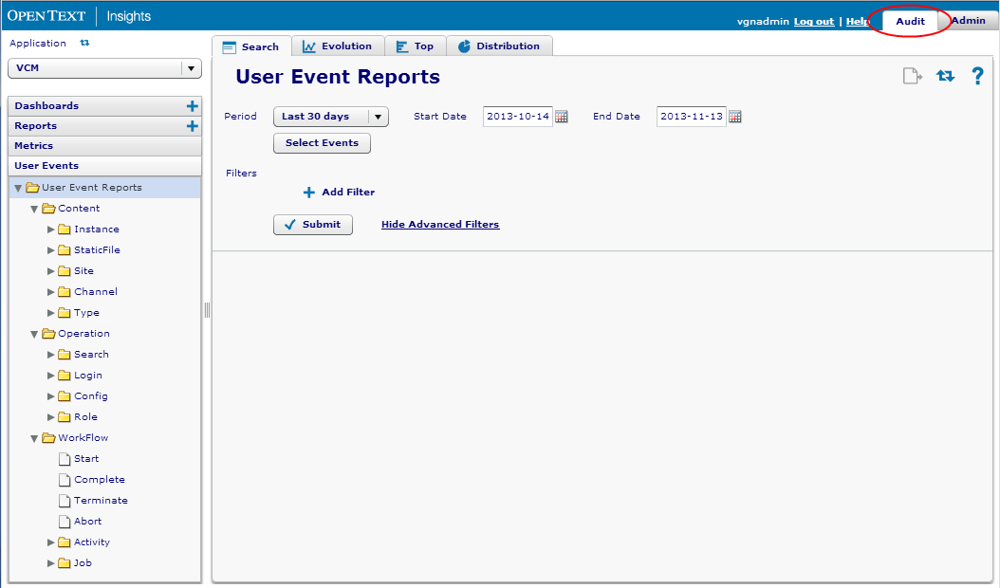 OPENTEXT | Insights
vgnadmin Log out | Help Audit Admin
Application
VCM
Dashboards
Reports
Metrics
User Events
User Event Reports
Content
Instance
StaticFile
Site
Channel
Type
Operation
Search
Login
Config
Role
WorkFlow
Start
Complete
Terminate
Abort
Activity
Job
Search Evolution Top Distribution
User Event Reports
Period Last 30 days Start Date 2013-10-14 End Date 2013-11-13
Select Events
Filters
Add Filter
Submit Hide Advanced Filters